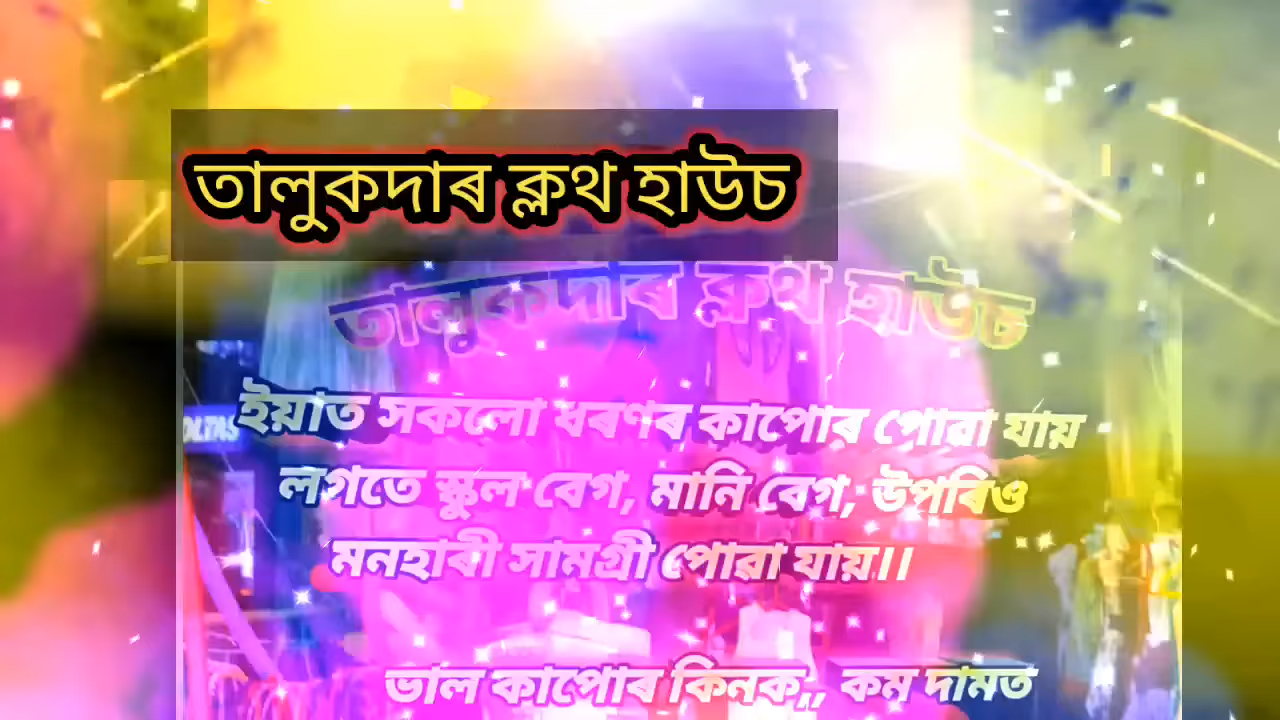 তালুকদাৰ ক্লথ হাউচ
তালুকদাৰ ক্লথ হাউচ
ইয়াত সকলো ধৰণৰ কাপোৰ পোৱা যায়
লগতে স্কুল বেগ, মানি বেগ, উপৰিও
মনহাৰী সামগ্ৰী পোৱা যায়।।
ভাল কাপোৰ কিনক,, কম দামত